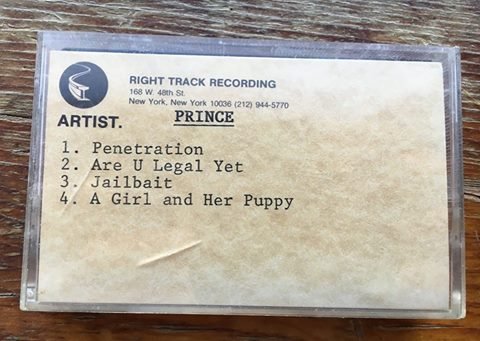 RIGHT TRACK RECORDING
168 W. 48th St.
New York, New York 10036 (212) 944-5770
ARTIST. PRINCE
1. Penetration
2. Are U Legal Yet
3. Jailbait
4. A Girl and Her Puppy